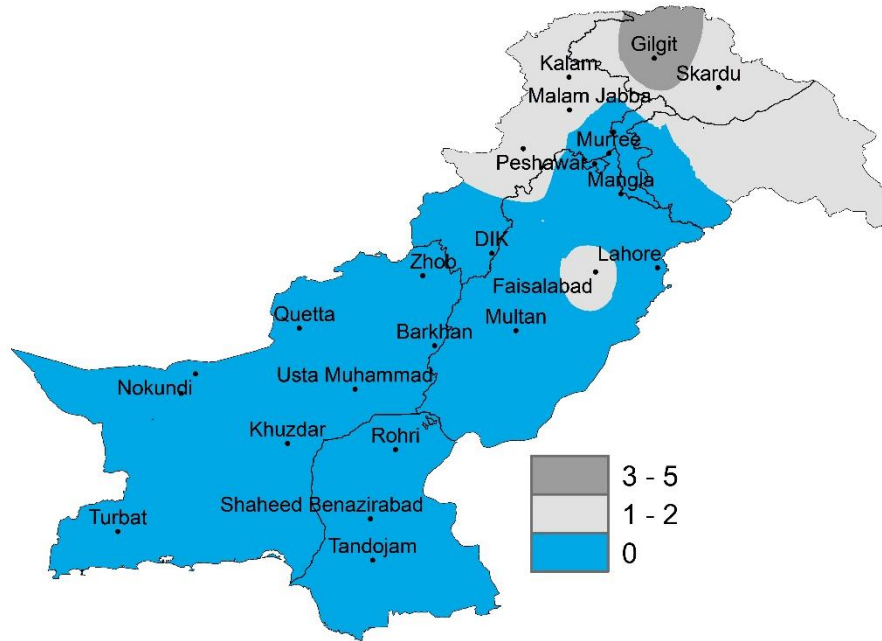 Gilgit
Kalam
Skardu
Malam Jabba
Murree
Peshawar
Mangla
DIK
Lahore
Zhob
Faisalabad
Quetta
Multan
Barkhan
Usta Muhammad
Nokundi
Khuzdar
Rohri
3 - 5
1 - 2
Shaheed Benazirabad
Turbat
0
Tandojam